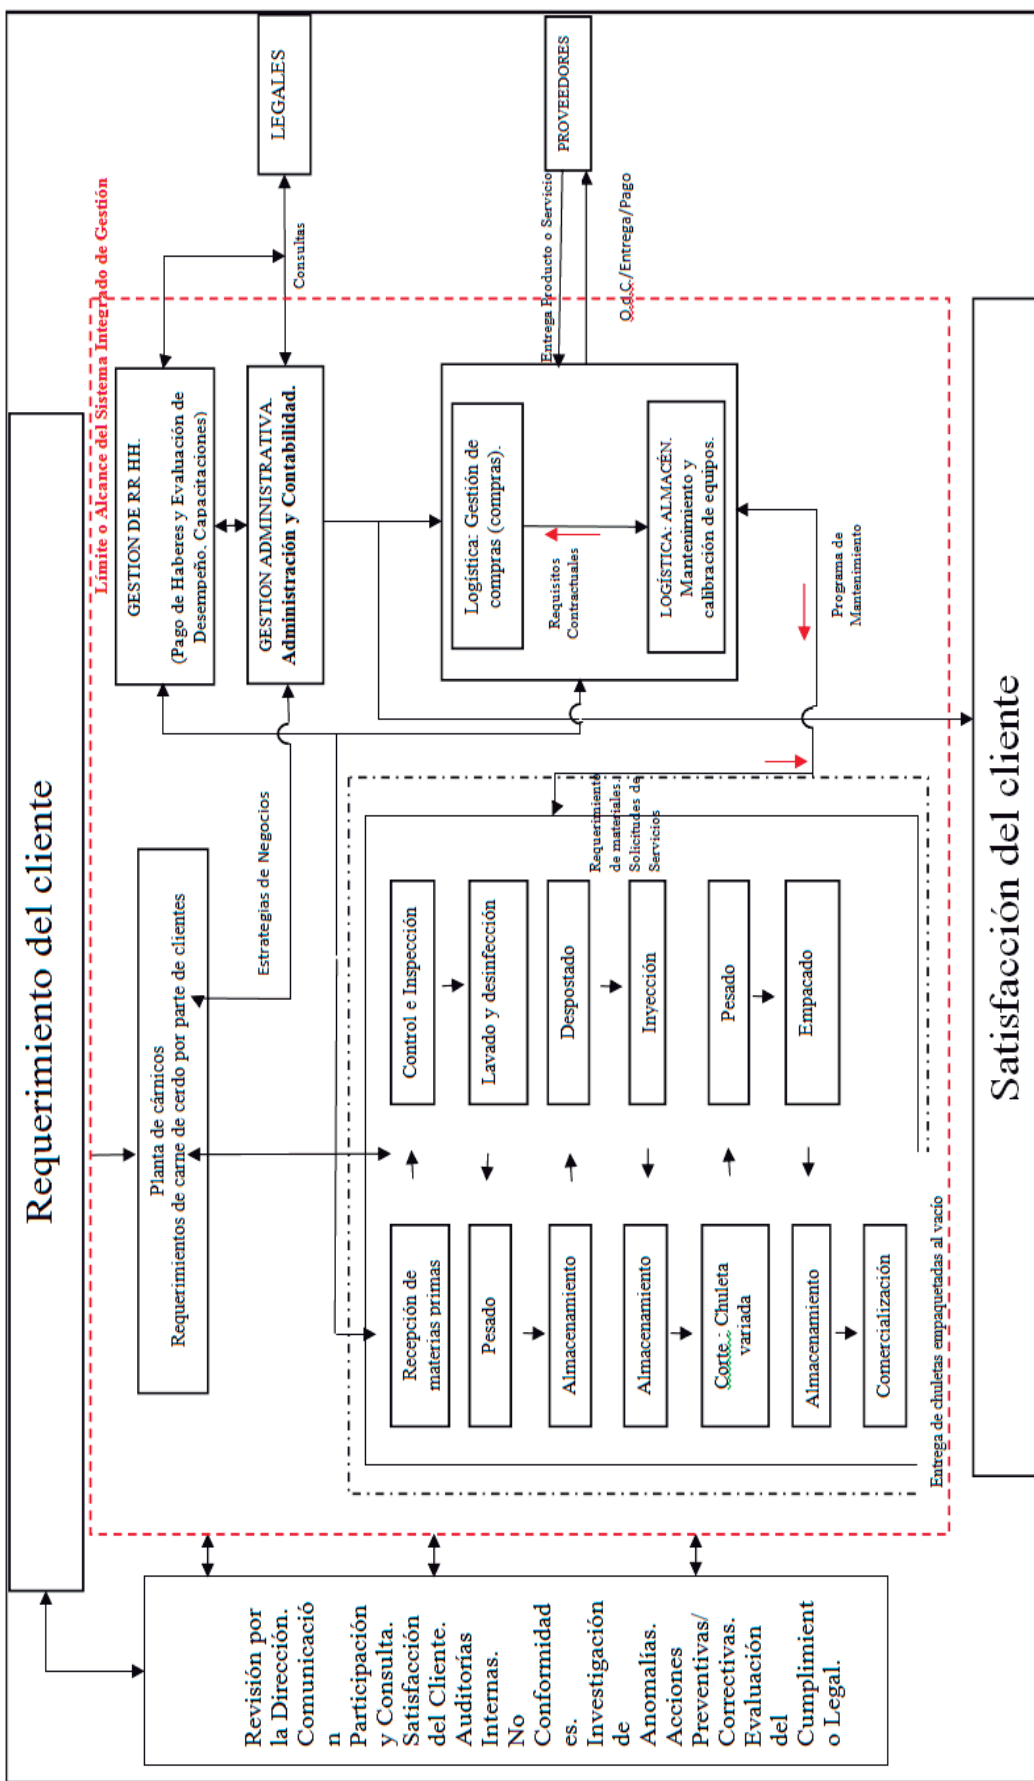 Requerimiento del cliente
Límite o Alcance del Sistema Integrado de Gestión
Revisión por
la Dirección.
Comunicació
n
Participación
y Consulta.
Satisfacción
del Cliente.
Auditorías
Internas.
No
Conformidad
es.
Investigación
de
Anomalías.
Acciones
Preventivas/
Correctivas.
Evaluación
del
Cumplimient
o Legal.
Planta de cárnicos
Requerimientos de carne de cerdo por parte de clientes
Estrategias de Negocios
GESTION DE RR HH.
(Pago de Haberes y Evaluación de
Desempeño. Capacitaciones)
GESTION ADMINISTRATIVA.
Administración y Contabilidad.
LEGALES
Consultas
Recepción de
materias primas
Control e Inspección
Pesado
Lavado y desinfección
Almacenamiento
Despostado
Almacenamiento
Inyección
Corte.: Chuleta
variada
Pesado
Almacenamiento
Empacado
Comercialización
Requerimiento
de materiales.
Solicitudes de
Servicios
Logística: Gestión de
compras (compras).
Requisitos
Contractuales
LOGÍSTICA: ALMACÉN.
Mantenimiento y
calibración de equipos.
Entrega Producto o Servicio
PROVEEDORES
O.d.C./Entrega/Pago
Programa de
Mantenimiento
Entrega de chuletas empaquetadas al vacío
Satisfacción del cliente